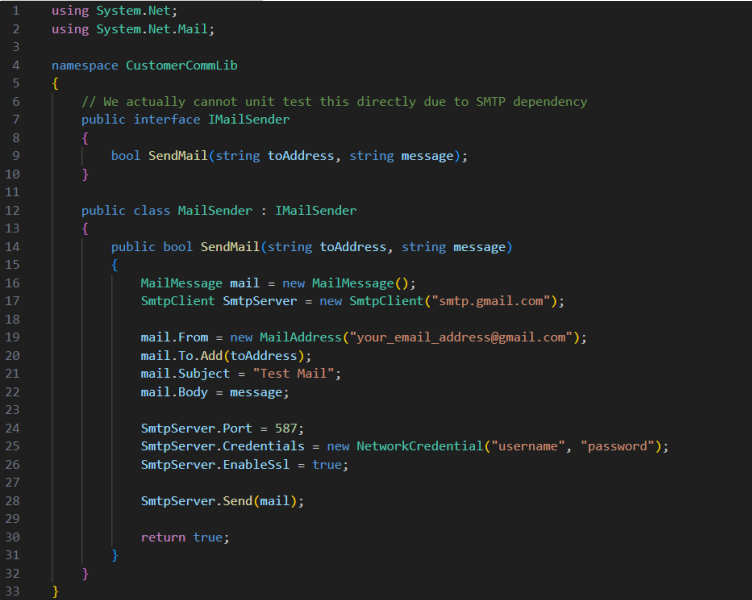 1 using System.Net;
2 using System.Net.Mail;
3
4 namespace CustomerCommLib
5 {
6 // We actually cannot unit test this directly due to SMTP dependency
7 public interface IMailSender
8 {
9 bool SendMail(string toAddress, string message);
10 }
11
12 public class MailSender : IMailSender
13 {
14 public bool SendMail(string toAddress, string message)
15 {
16 MailMessage mail = new MailMessage();
17 SmtpClient SmtpServer = new SmtpClient("smtp.gmail.com");
18
19 mail.From = new MailAddress("your_email_address@gmail.com");
20 mail.To.Add(toAddress);
21 mail.Subject = "Test Mail";
22 mail.Body = message;
23
24 SmtpServer.Port = 587;
25 SmtpServer.Credentials = new NetworkCredential("username", "password");
26 SmtpServer.EnableSsl = true;
27
28 SmtpServer.Send(mail);
29
30 return true;
31 }
32 }
33 }